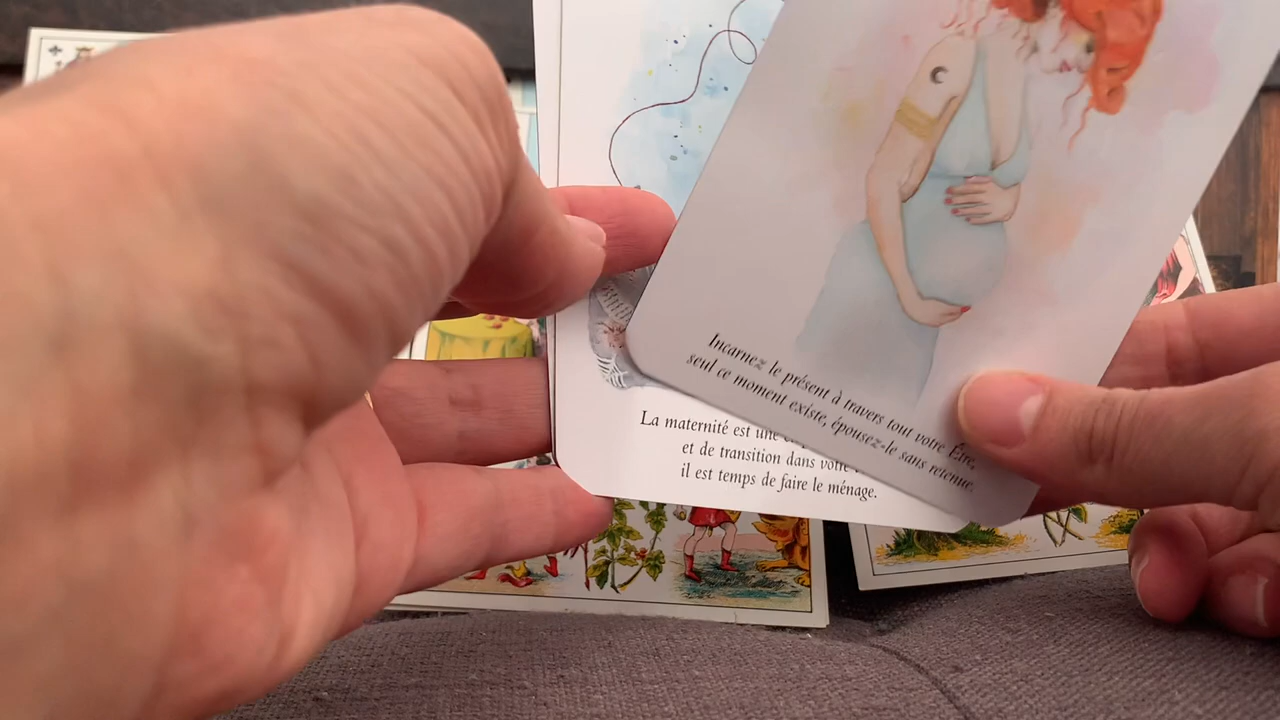 Incarnez le présent à travers tout votre Être,
seul ce moment existe, épousez-le sans retenue.
La maternité est une
et de transition dans votre
il est temps de faire le ménage.